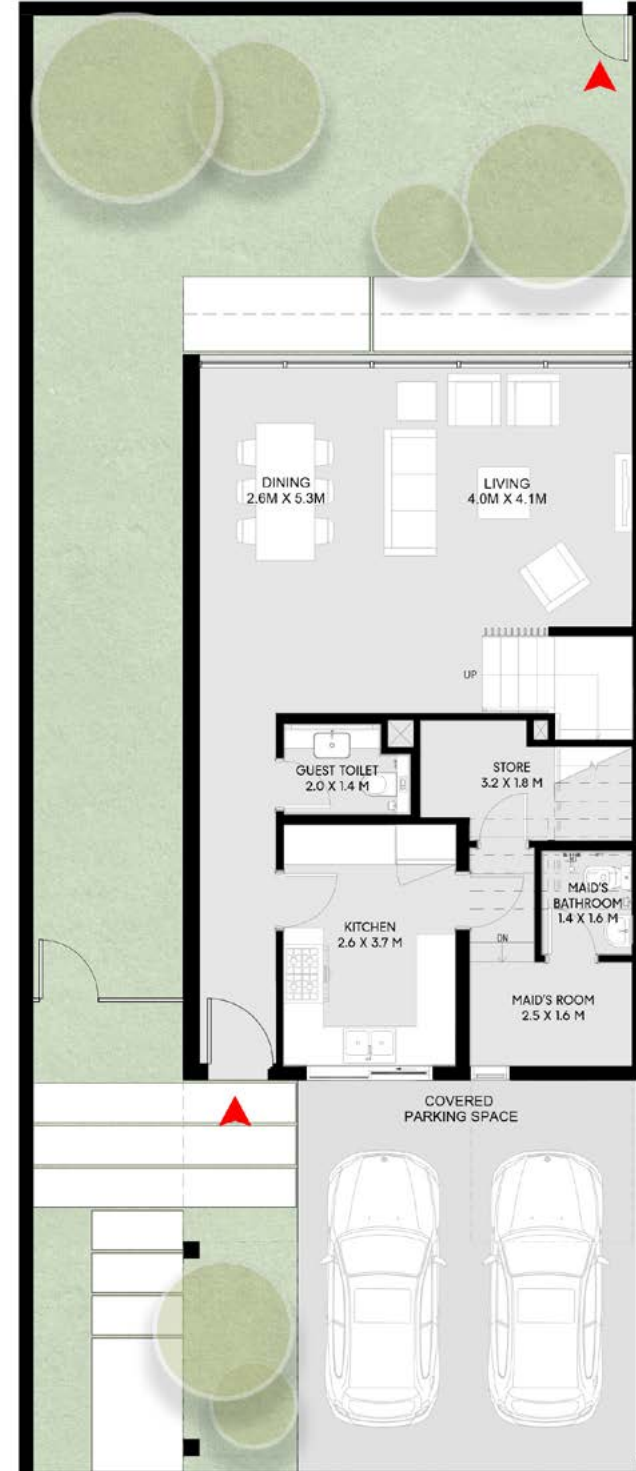 DINING
2.6M X 5.3M
LIVING
4.0M X 4.1M
UP
GUEST TOILET
2.0 X 1.4 M
STORE
3.2 X 1.8 M
MAID'S
BATHROOM
1.4 X 1.6 M
KITCHEN
2.6 X 3.7 M
DN
MAID'S ROOM
2.5 X 1.6 M
COVERED
PARKING SPACE